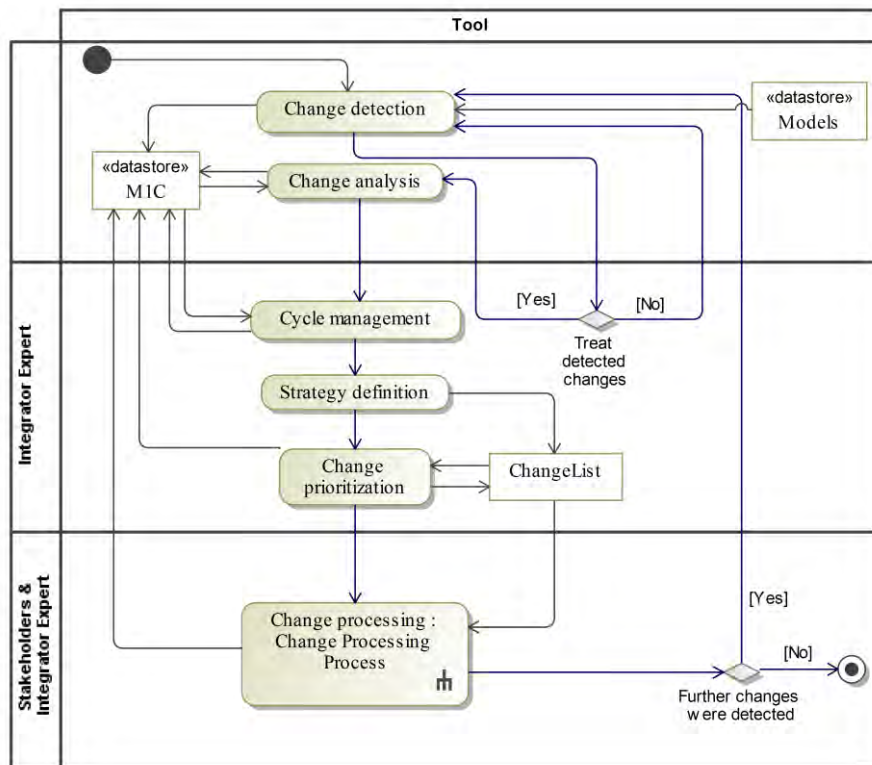 Tool
Change detection
«datastore»
Models
«datastore»
M1C
Change analysis
Integrator Expert
Cycle management
[Yes]
[No]
Treat
detected
changes
Strategy definition
Change
prioritization
ChangeList
Stakeholders &
Integrator Expert
Change processing :
Change Processing
Process
[Yes]
[No]
Further changes
were detected